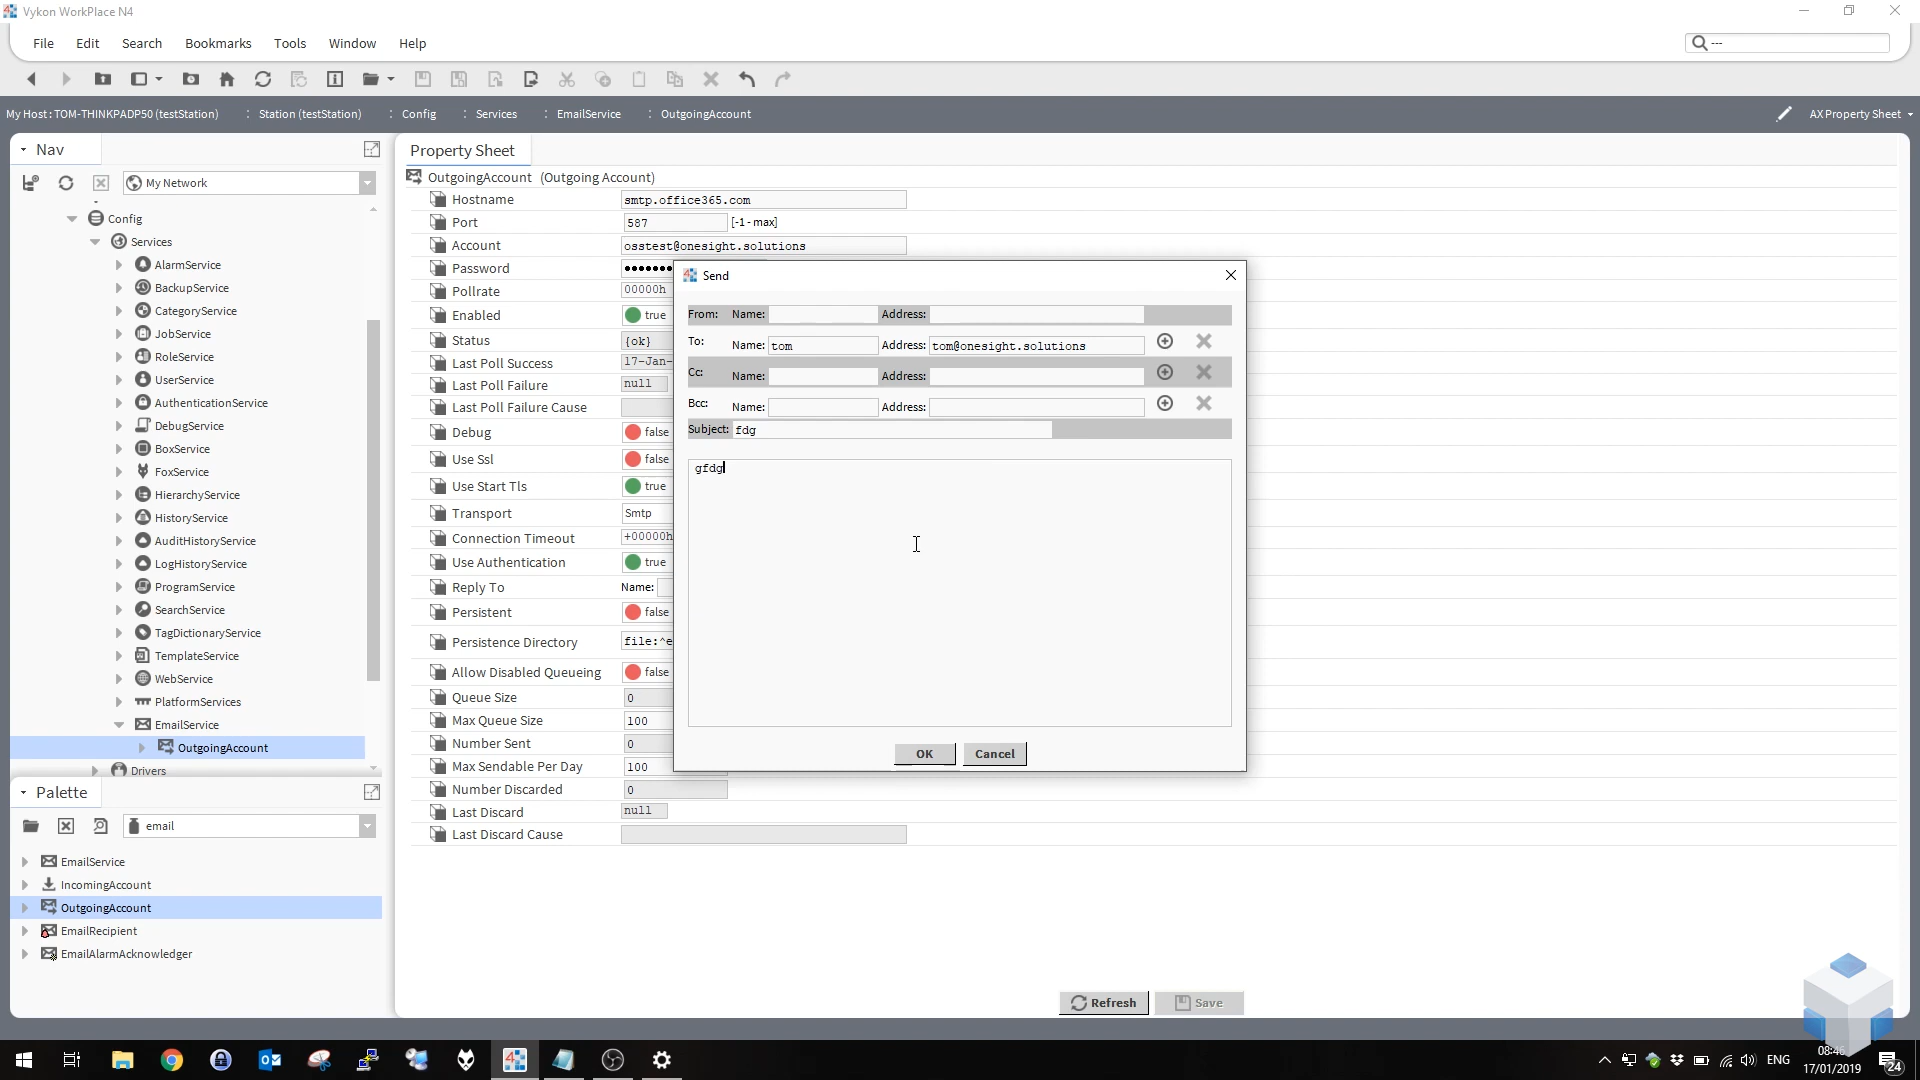 Vykon WorkPlace N4
File Edit Search Bookmarks Tools Window Help
---
My Host : TOM-THINKPADP50 (testStation) : Station (testStation) : Config : Services : EmailService : OutgoingAccount
AX Property Sheet
Nav
My Network
Config
Services
AlarmService
BackupService
CategoryService
JobService
RoleService
UserService
AuthenticationService
DebugService
BoxService
FoxService
HierarchyService
HistoryService
AuditHistoryService
LogHistoryService
ProgramService
SearchService
TagDictionaryService
TemplateService
WebService
PlatformServices
EmailService
OutgoingAccount
Drivers
Palette
email
EmailService
IncomingAccount
OutgoingAccount
EmailRecipient
EmailAlarmAcknowledger
Property Sheet
OutgoingAccount (Outgoing Account)
Hostname smtp.office365.com
Port 587 [-1 - max]
Account osstest@onesight.solutions
Password ●●●●●●●
Pollrate 00000h
Enabled true
Status {ok}
Last Poll Success 17-Jan-
Last Poll Failure null
Last Poll Failure Cause
Debug false
Use Ssl false
Use Start Tls true
Transport Smtp
Connection Timeout +00000h
Use Authentication true
Reply To Name:
Persistent false
Persistence Directory file:^e
Allow Disabled Queueing false
Queue Size 0
Max Queue Size 100
Number Sent 0
Max Sendable Per Day 100
Number Discarded 0
Last Discard null
Last Discard Cause
Send
From: Name: Address:
To: Name: tom Address: tom@onesight.solutions
Cc: Name: Address:
Bcc: Name: Address:
Subject: fdg
gfdg
OK Cancel
Refresh Save
ENG
08:46
17/01/2019
24